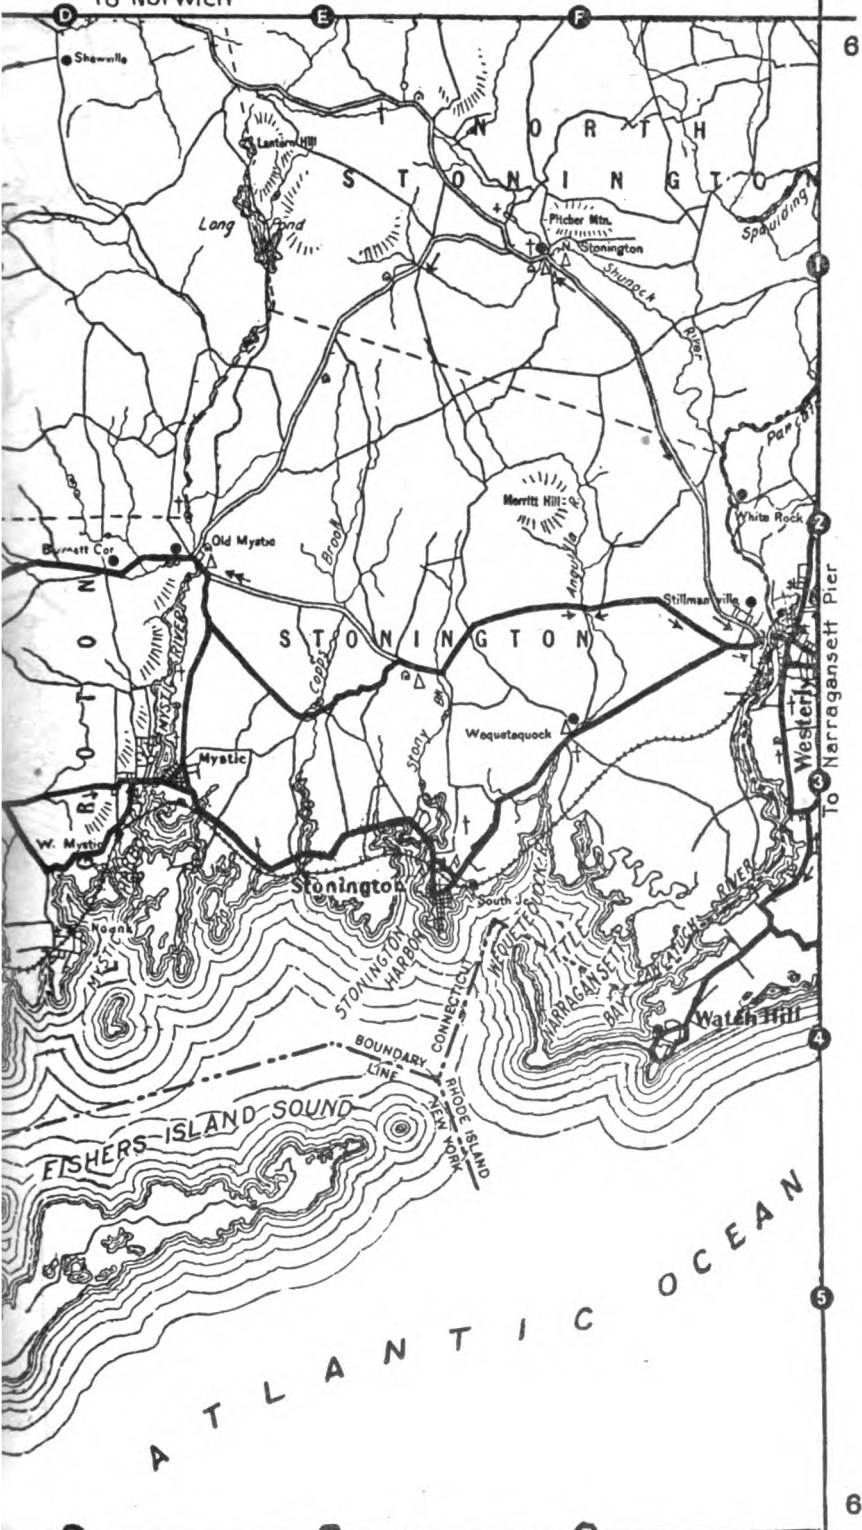 To Norwich
D
E
F
6
Shewville
NORTH
STONINGTON
Lantern Hill
Long Pond
Pitcher Mtn.
N. Stonington
Spaulding
1
Shunock River
Merritt Hill
White Rock
2
Burnett Cor
Old Mystic
Brook
Anguilla
Stillmanville
GROTON
STONINGTON
MYSTIC RIVER
Copps
Stony Bk
Wequetequock
Westerly
To Narragansett Pier
Mystic
3
W. Mystic
Stonington
South Jc.
Noank
MYSTIC
STONINGTON HARBOR
WEQUETEQUOCK
LITTLE NARRAGANSETT BAY
PAWCATUCK RIVER
Watch Hill
4
CONNECTICUT
BOUNDARY LINE
RHODE ISLAND
NEW YORK
FISHERS ISLAND SOUND
ATLANTIC OCEAN
5
6